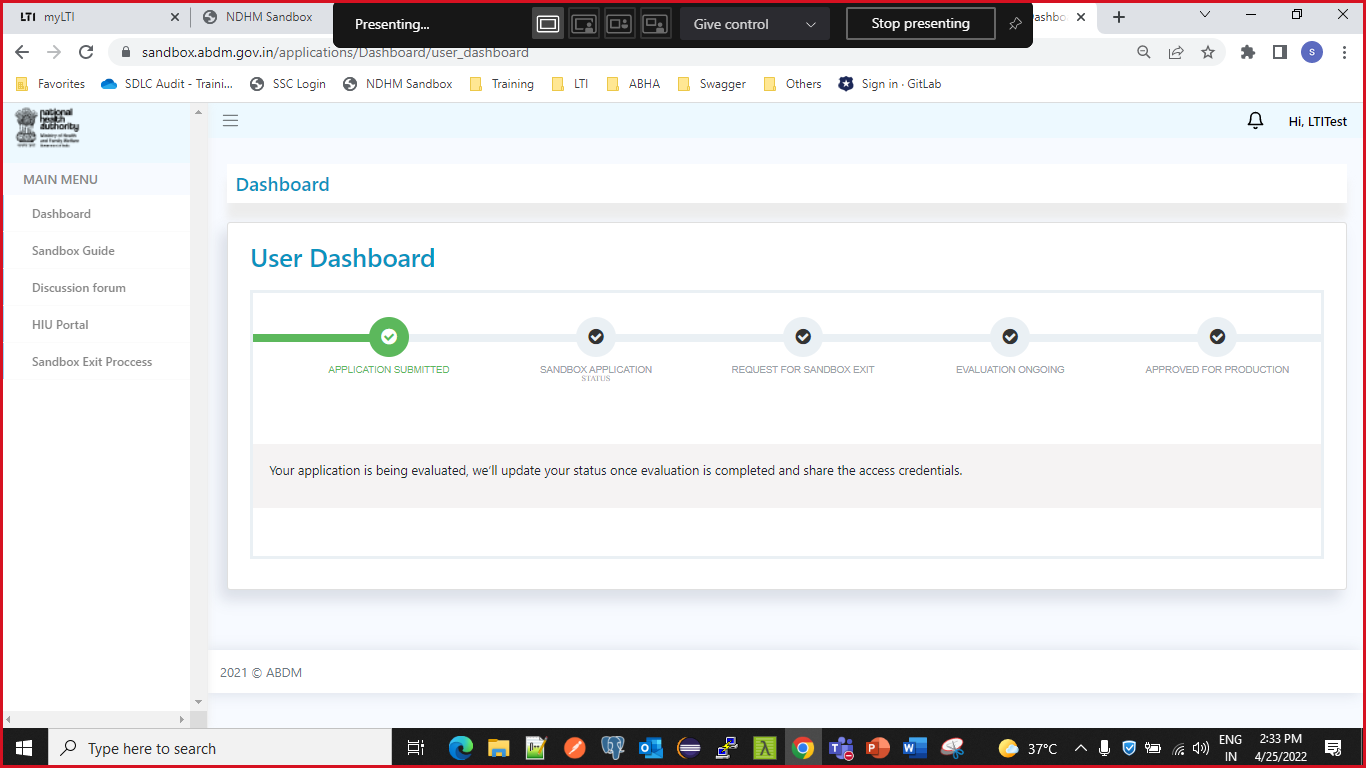 LTI myLTI
NDHM Sandbox
Presenting...
Give control
Stop presenting
ashbo
sandbox.abdm.gov.in/applications/Dashboard/user_dashboard
S
Favorites
SDLC Audit - Traini...
SSC Login
NDHM Sandbox
Training
LTI
ABHA
Swagger
Others
Sign in · GitLab
national
health
authority
Ministry of Health
and Family Welfare
Hi, LTITest
MAIN MENU
Dashboard
Sandbox Guide
Discussion forum
HIU Portal
Sandbox Exit Proccess
Dashboard
User Dashboard
APPLICATION SUBMITTED
SANDBOX APPLICATION
STATUS
REQUEST FOR SANDBOX EXIT
EVALUATION ONGOING
APPROVED FOR PRODUCTION
Your application is being evaluated, we'll update your status once evaluation is completed and share the access credentials.
2021 © ABDM
Type here to search
37°C
ENG
IN
2:33 PM
4/25/2022